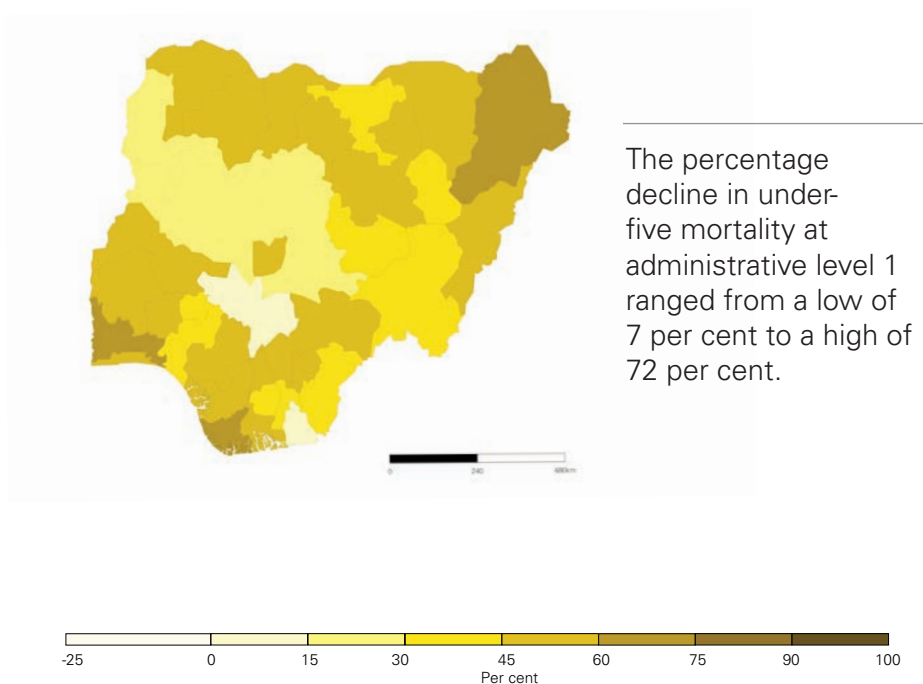 The percentage
decline in under-
five mortality at
administrative level 1
ranged from a low of
7 per cent to a high of
72 per cent.
0 240 480km
-25 0 15 30 45 60 75 90 100
Per cent